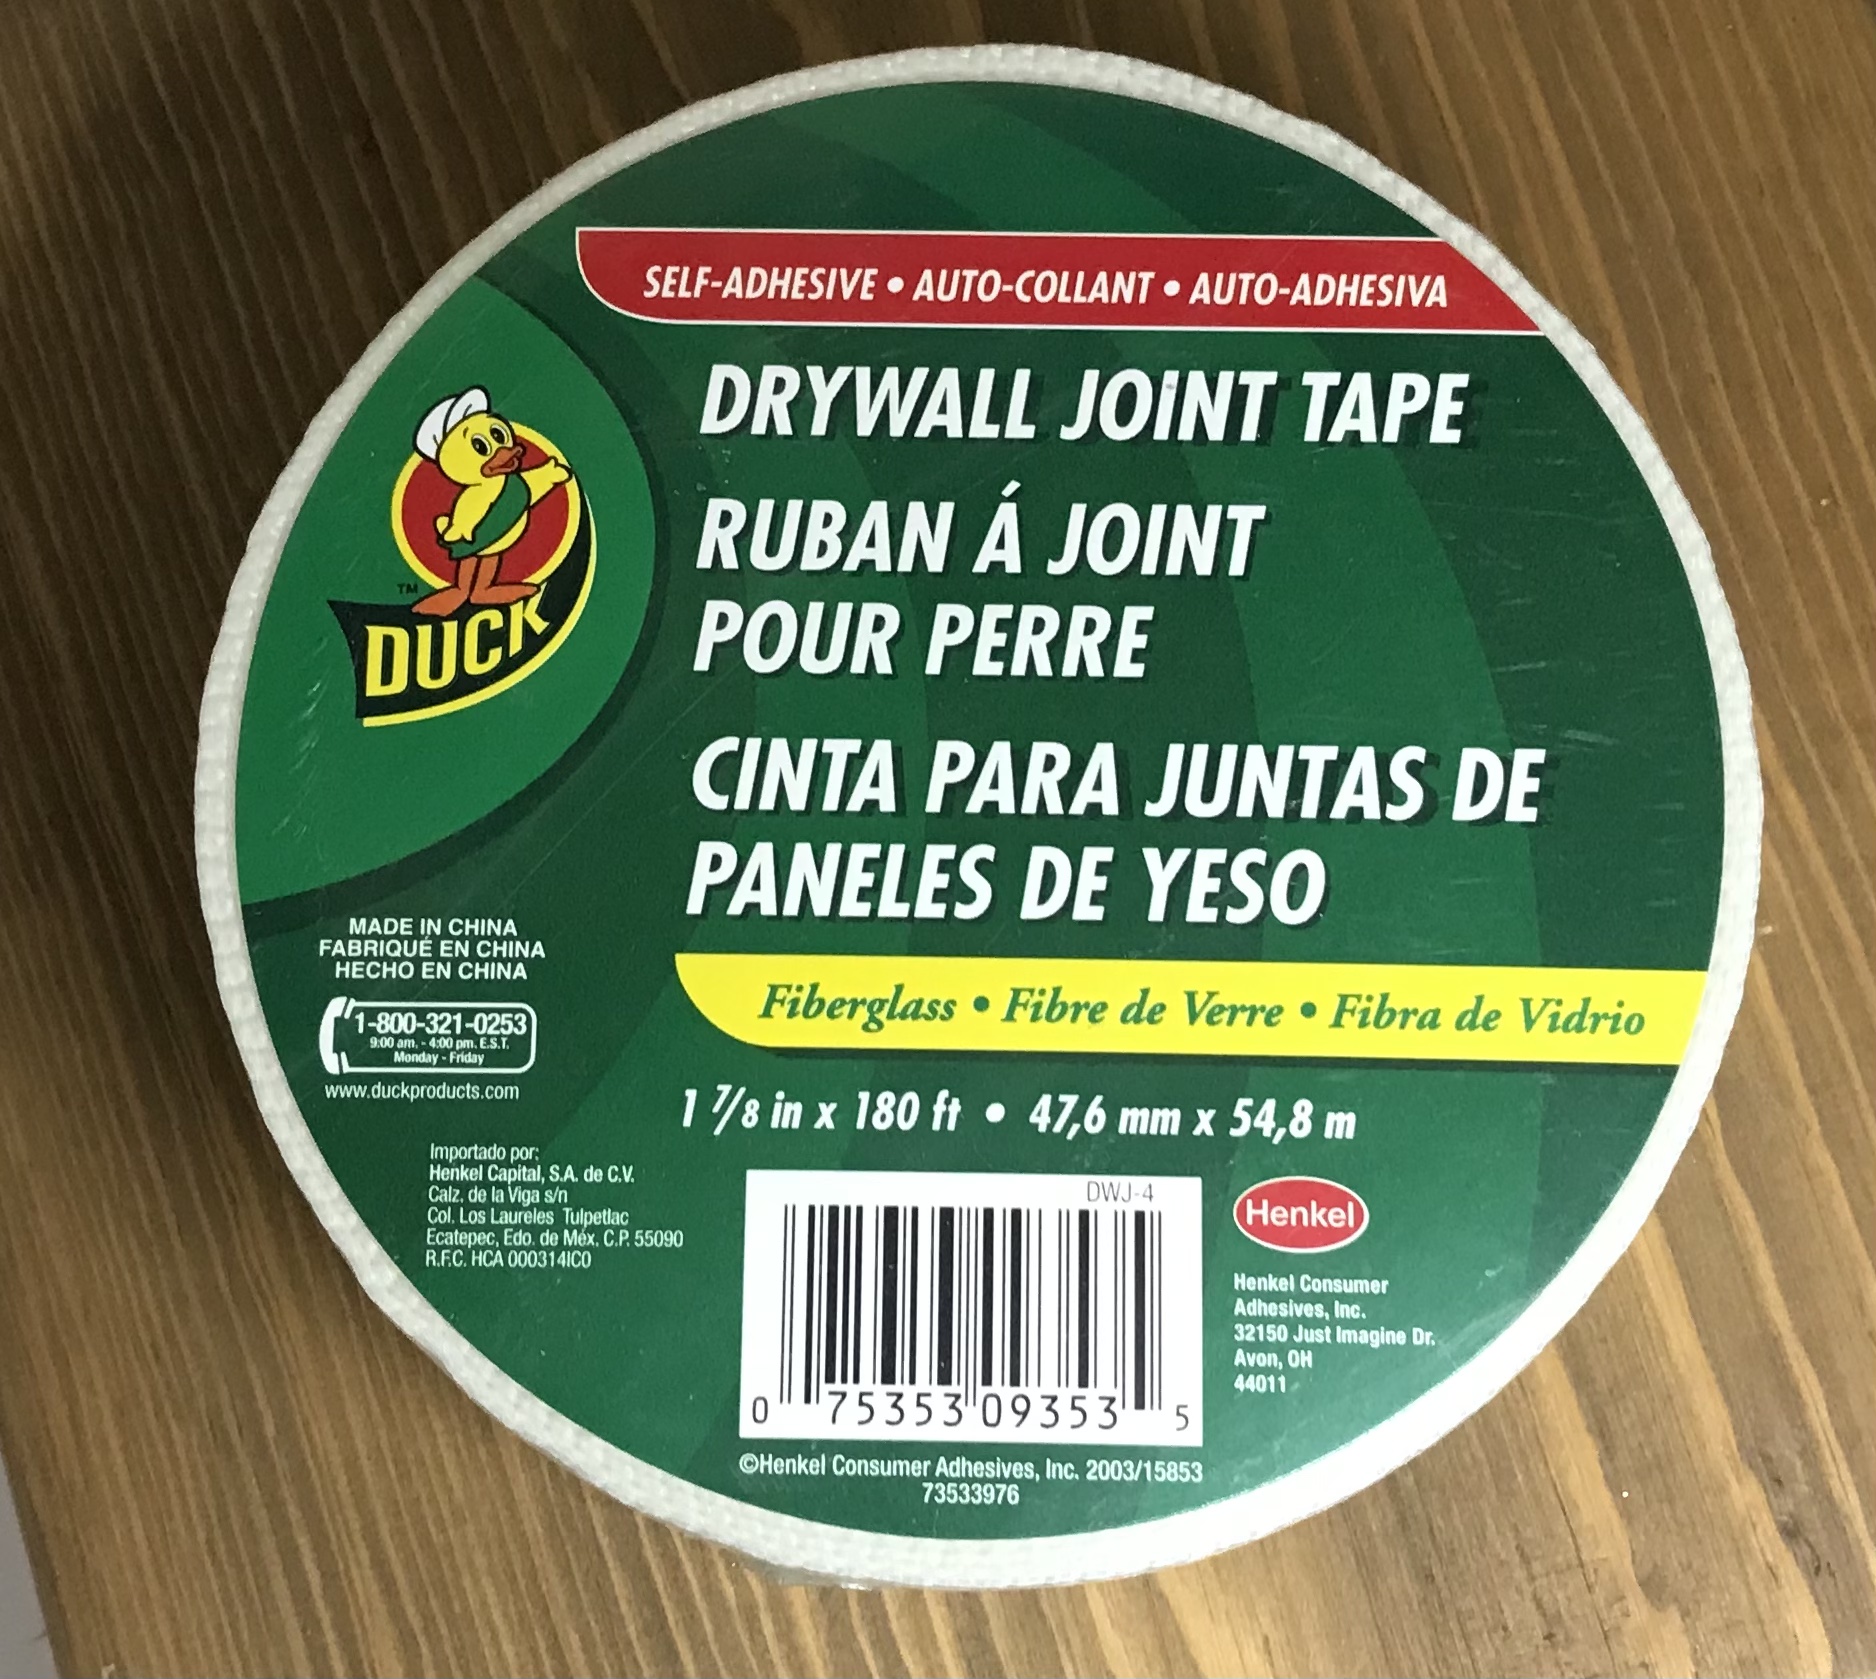 SELF-ADHESIVE • AUTO-COLLANT • AUTO-ADHESIVA
DRYWALL JOINT TAPE
RUBAN Á JOINT
POUR PERRE
CINTA PARA JUNTAS DE
PANELES DE YESO
TM
DUCK
Fiberglass • Fibre de Verre • Fibra de Vidrio
1 7/8 in x 180 ft • 47,6 mm x 54,8 m
MADE IN CHINA
FABRIQUÉ EN CHINA
HECHO EN CHINA
1-800-321-0253
9:00 am. - 4:00 pm. E.S.T.
Monday - Friday
www.duckproducts.com
Importado por:
Henkel Capital, S.A. de C.V.
Calz. de la Viga s/n
Col. Los Laureles Tulpetlac
Ecatepec, Edo. de Méx. C.P. 55090
R.F.C. HCA 000314IC0
DWJ-4
0 75353 09353 5
Henkel
Henkel Consumer
Adhesives, Inc.
32150 Just Imagine Dr.
Avon, OH
44011
©Henkel Consumer Adhesives, Inc. 2003/15853
73533976